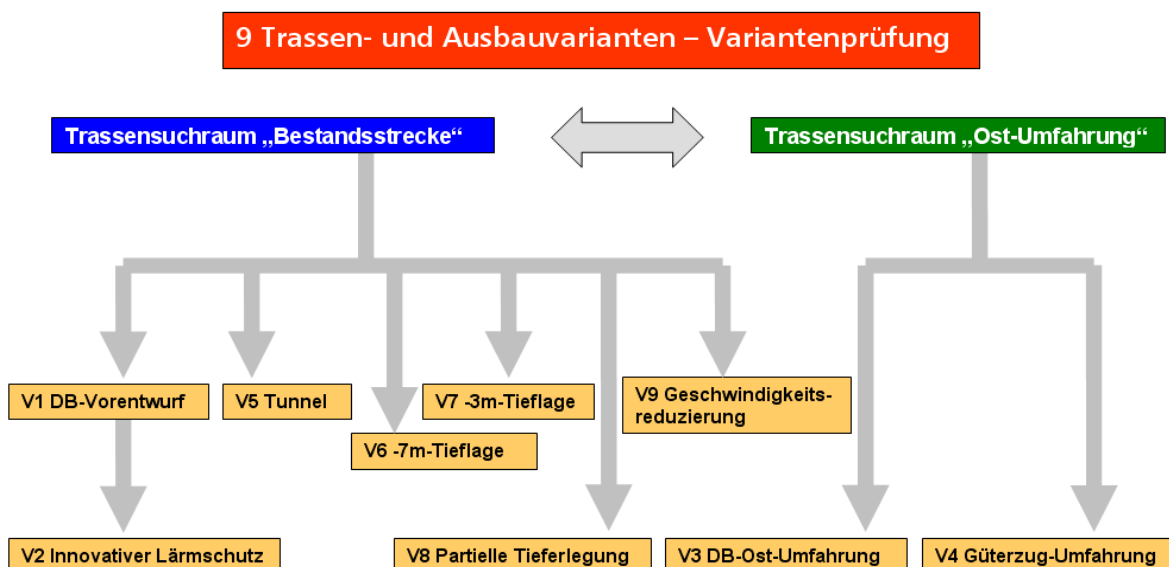 9 Trassen- und Ausbauvarianten – Variantenprüfung
Trassensuchraum „Bestandsstrecke“
Trassensuchraum „Ost-Umfahrung“
V1 DB-Vorentwurf
V5 Tunnel
V7 -3m-Tieflage
V9 Geschwindigkeits-
reduzierung
V6 -7m-Tieflage
V2 Innovativer Lärmschutz
V8 Partielle Tieferlegung
V3 DB-Ost-Umfahrung
V4 Güterzug-Umfahrung